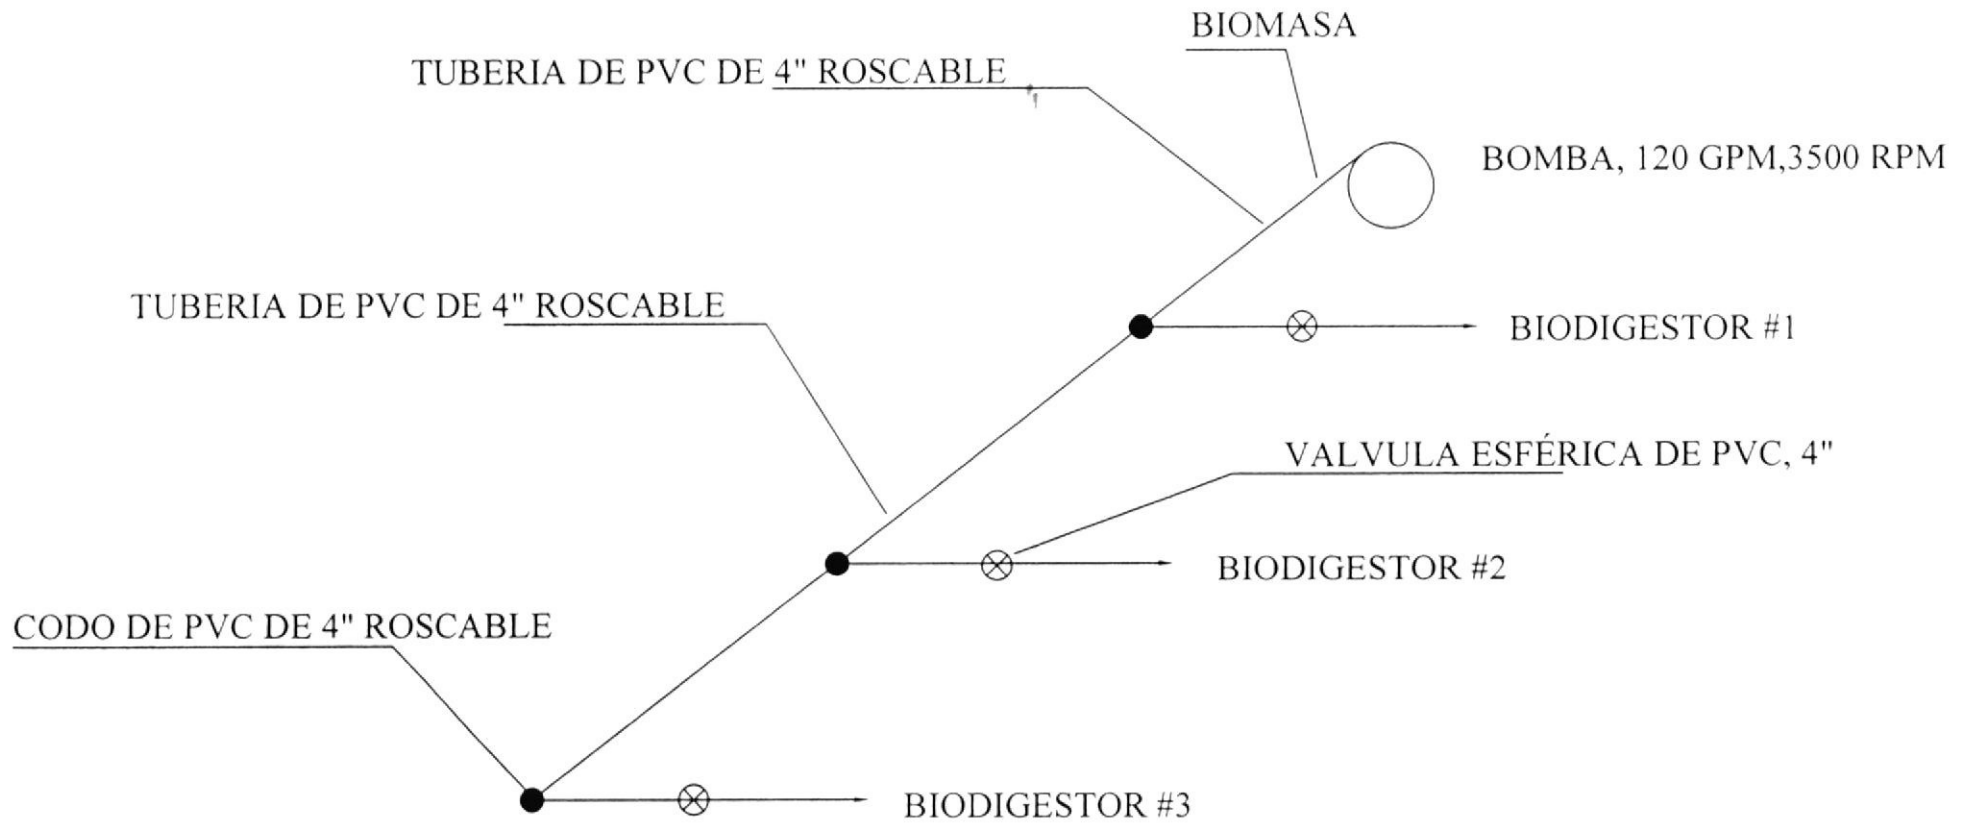 BIOMASA
TUBERIA DE PVC DE 4" ROSCABLE
BOMBA, 120 GPM,3500 RPM
TUBERIA DE PVC DE 4" ROSCABLE
BIODIGESTOR #1
VALVULA ESFÉRICA DE PVC, 4"
BIODIGESTOR #2
CODO DE PVC DE 4" ROSCABLE
BIODIGESTOR #3